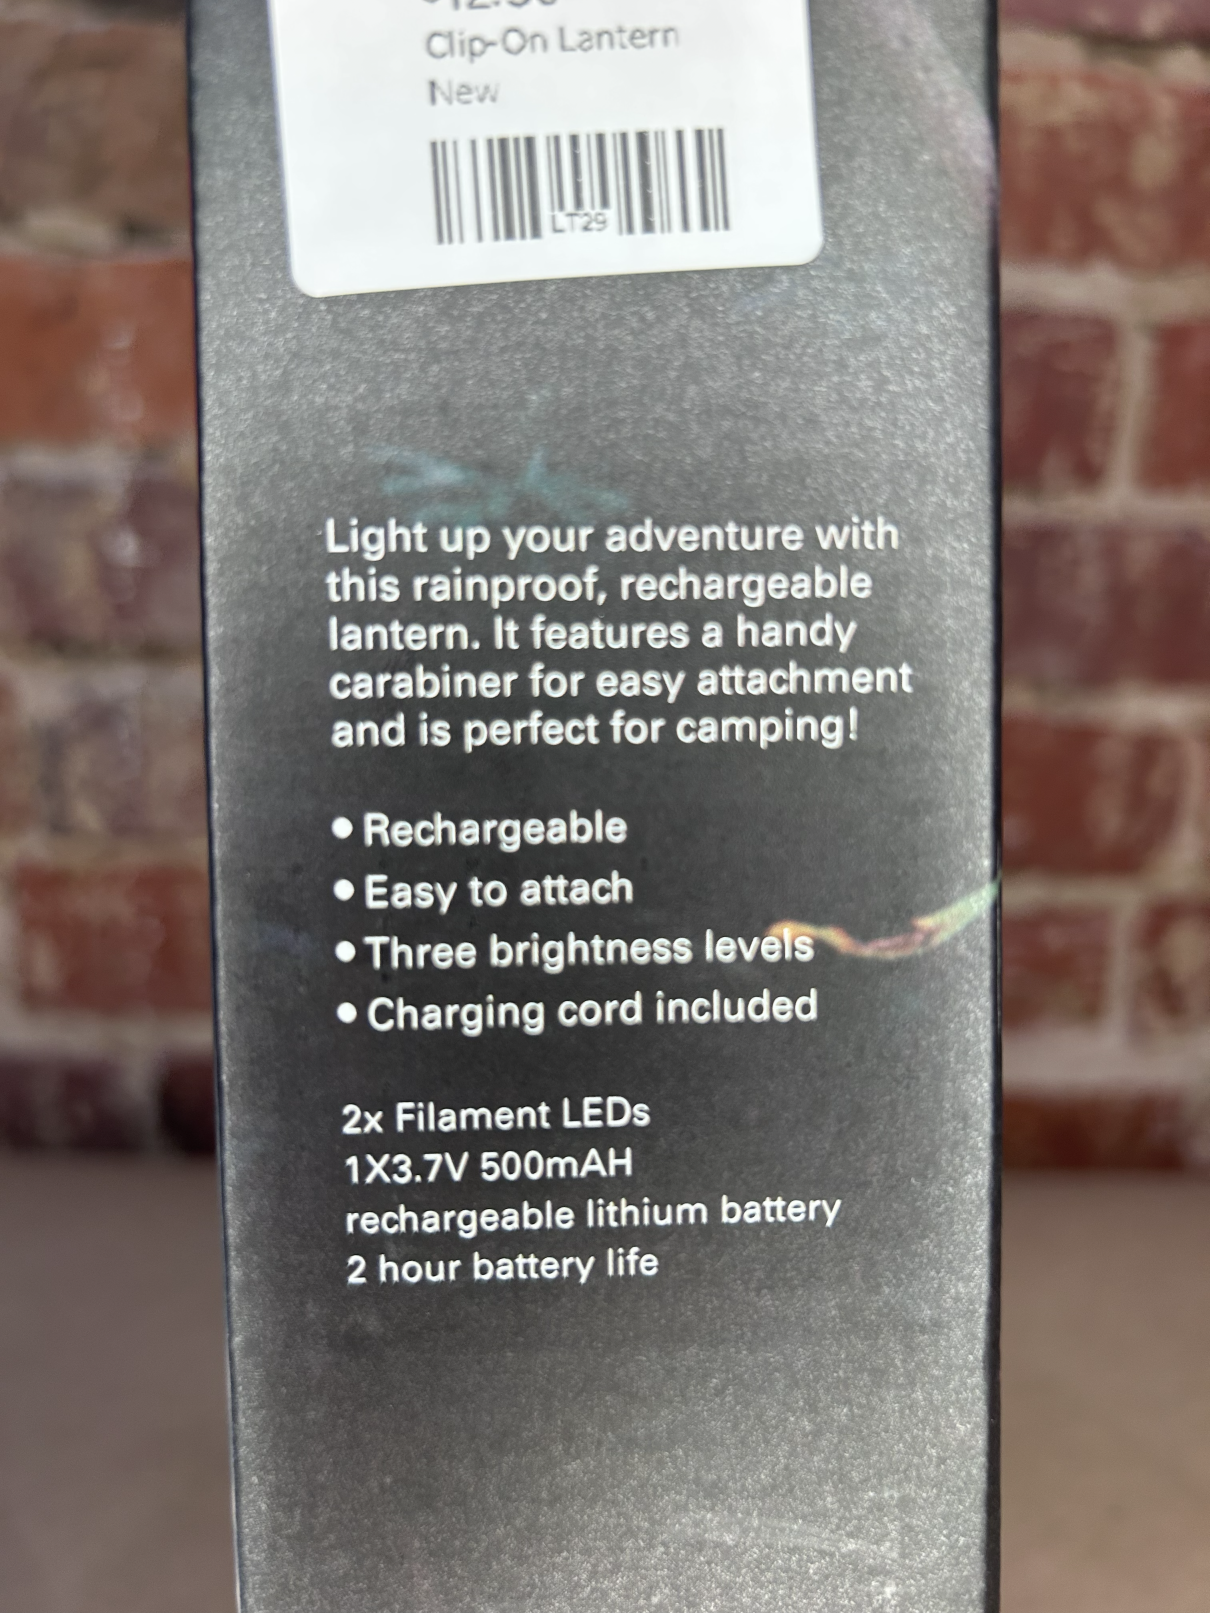 Clip-On Lantern
New
LT29
Light up your adventure with
this rainproof, rechargeable
lantern. It features a handy
carabiner for easy attachment
and is perfect for camping!
• Rechargeable
• Easy to attach
• Three brightness levels
• Charging cord included
2x Filament LEDs
1X3.7V 500mAH
rechargeable lithium battery
2 hour battery life